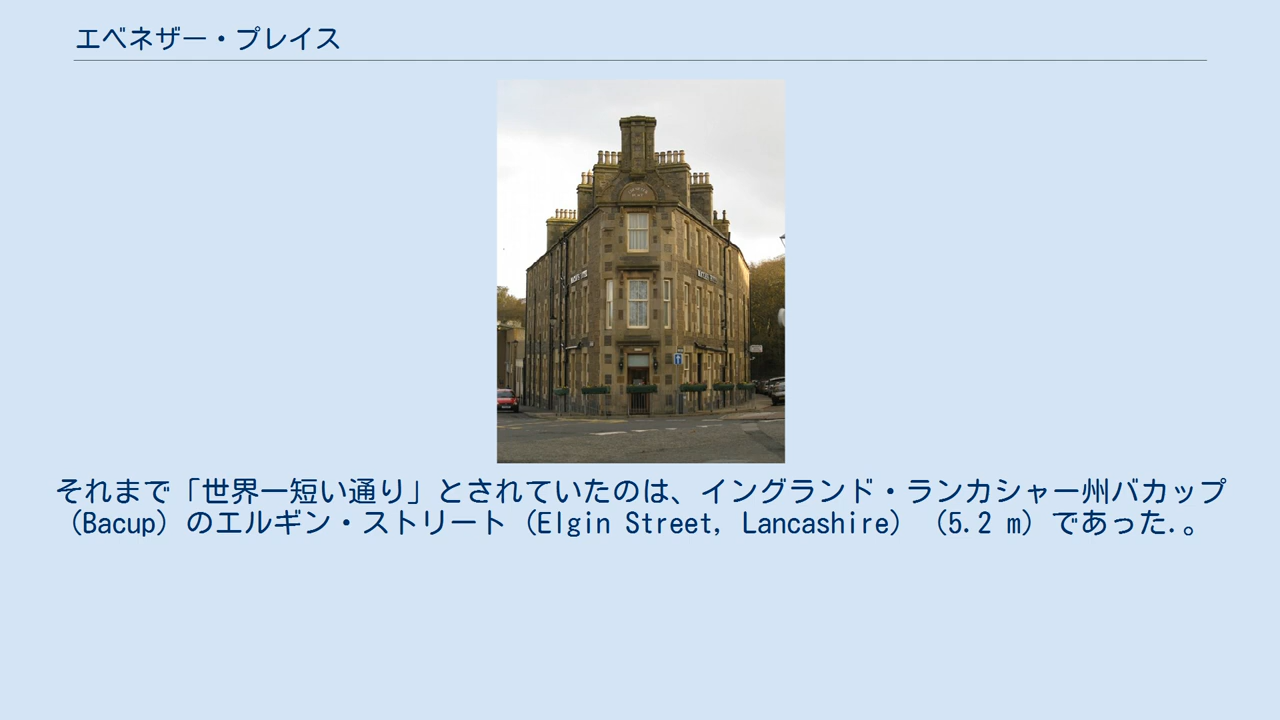 エベネザー・プレイス
それまで「世界一短い通り」とされていたのは、イングランド・ランカシャー州バカップ
（Bacup）のエルギン・ストリート（Elgin Street, Lancashire）（5.2 m）であった.。